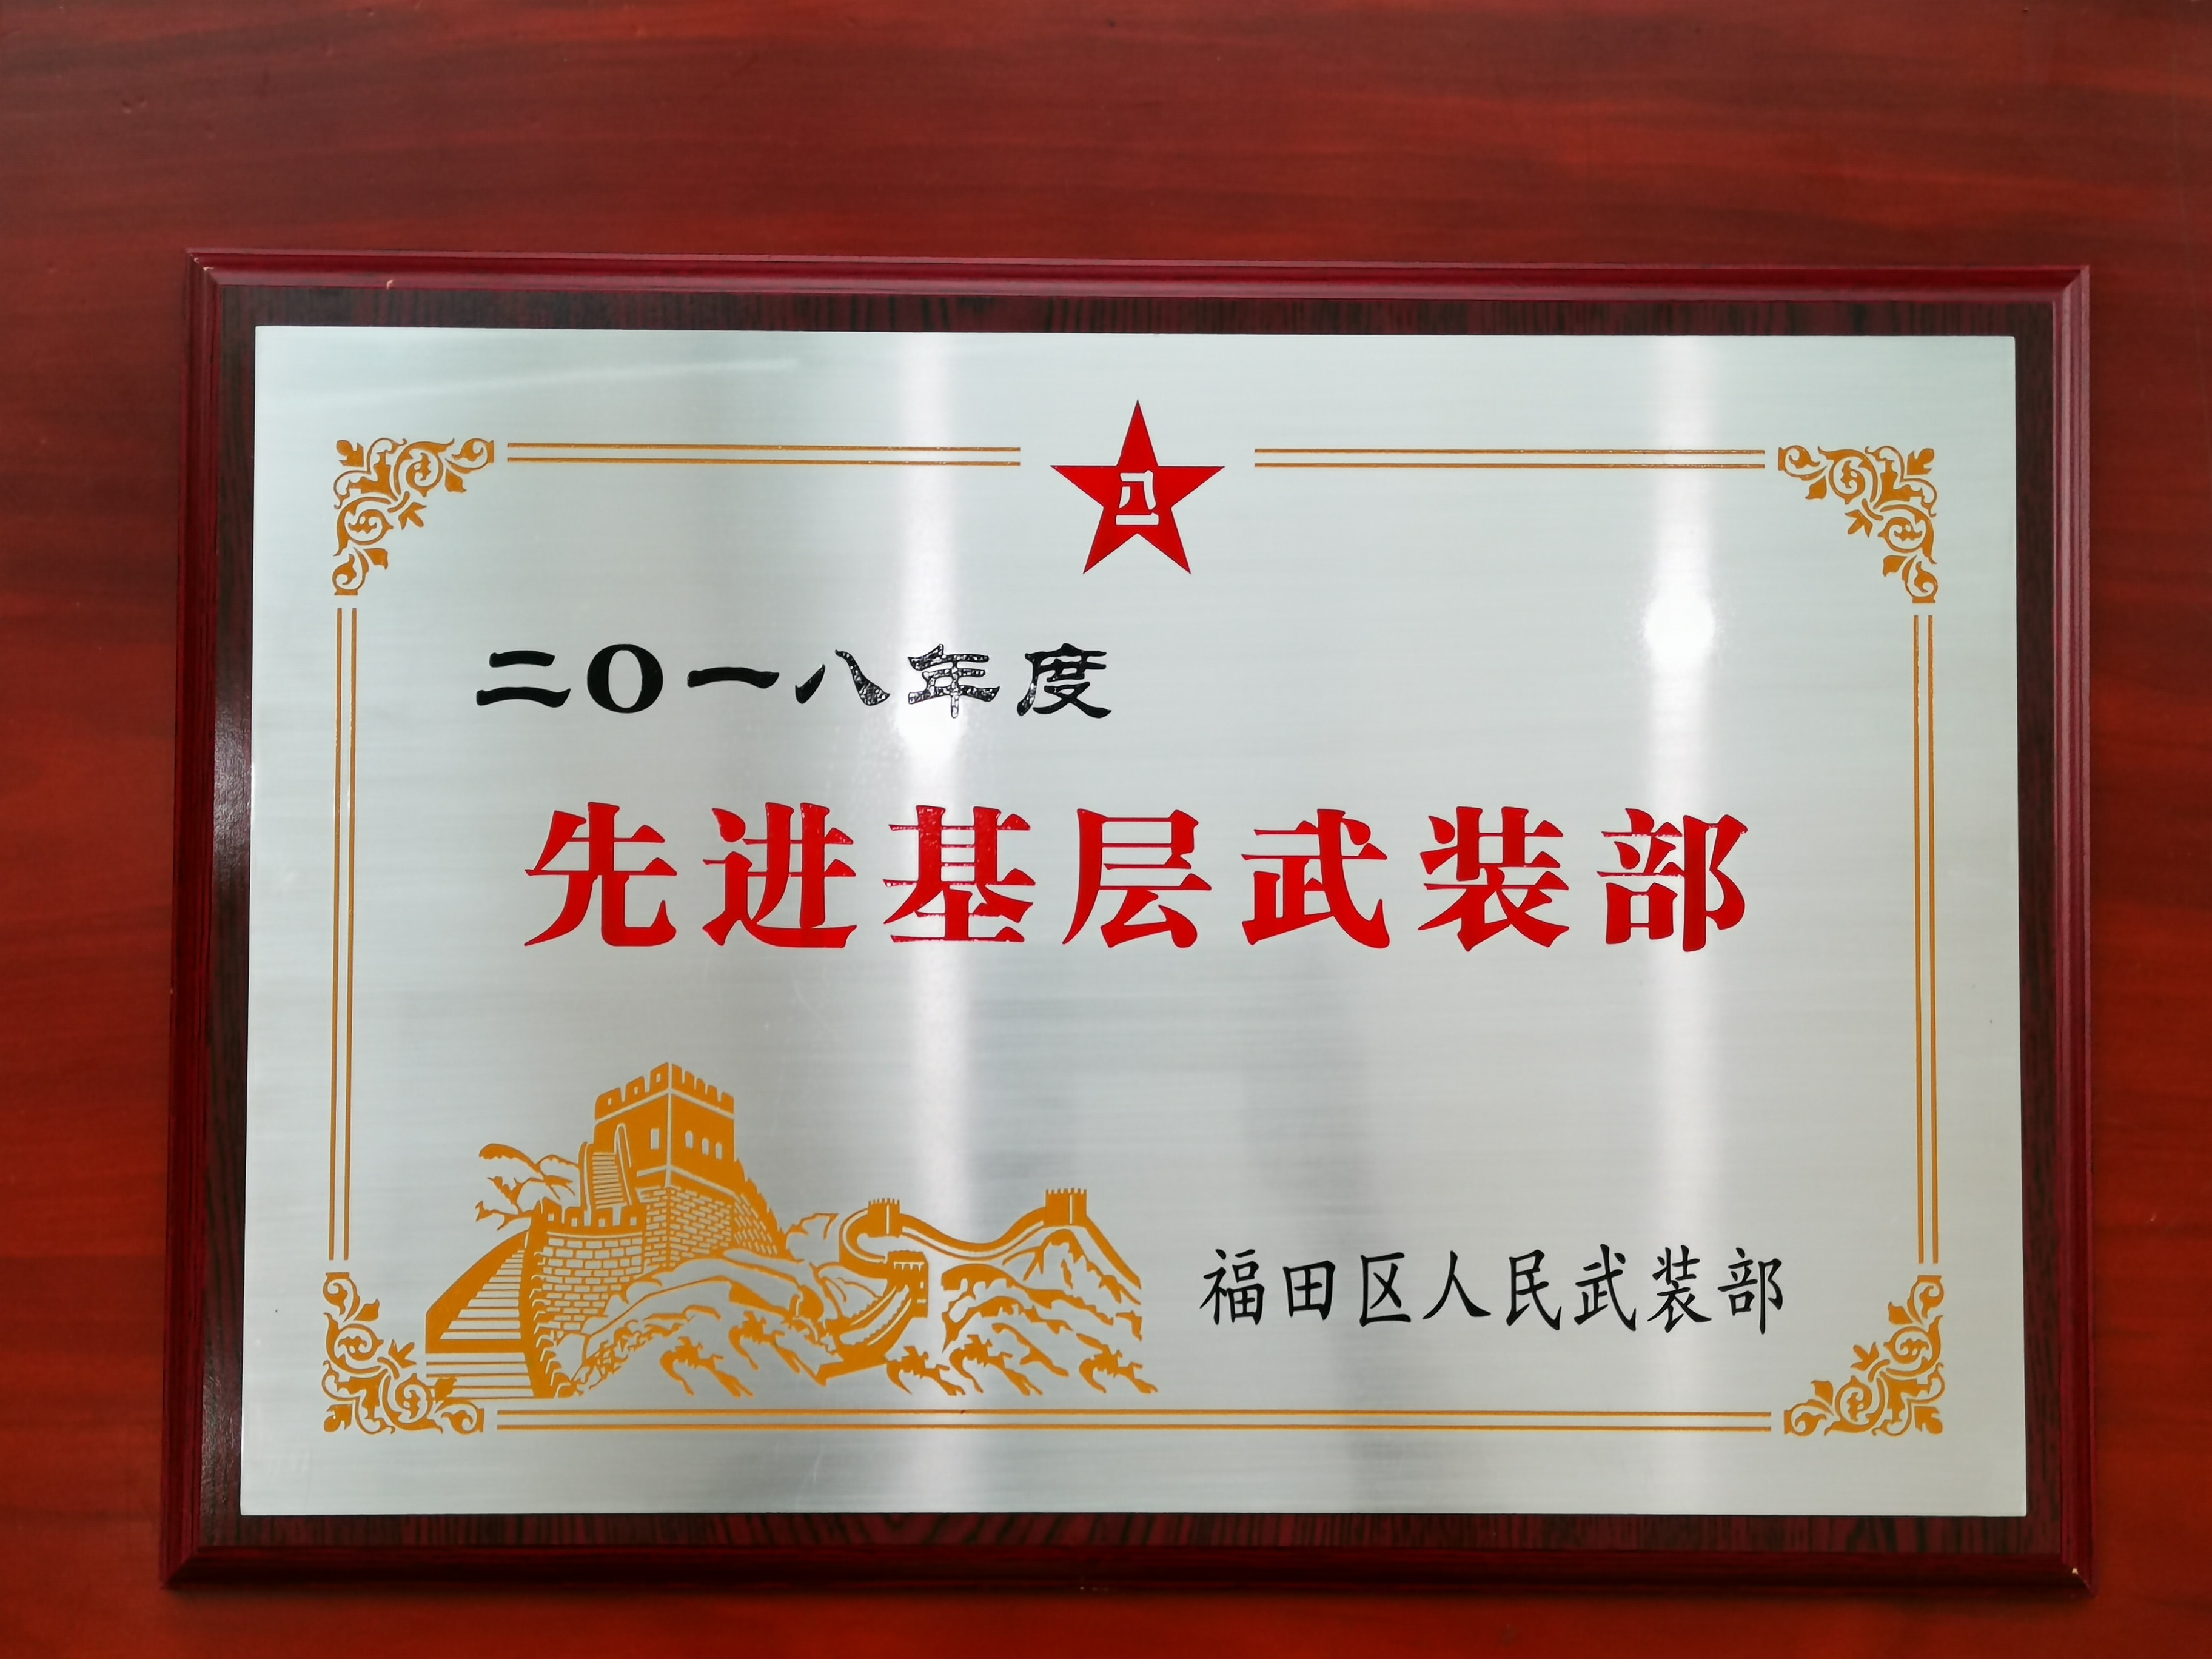 八一
二〇一八年度
先进基层武装部
福田区人民武装部